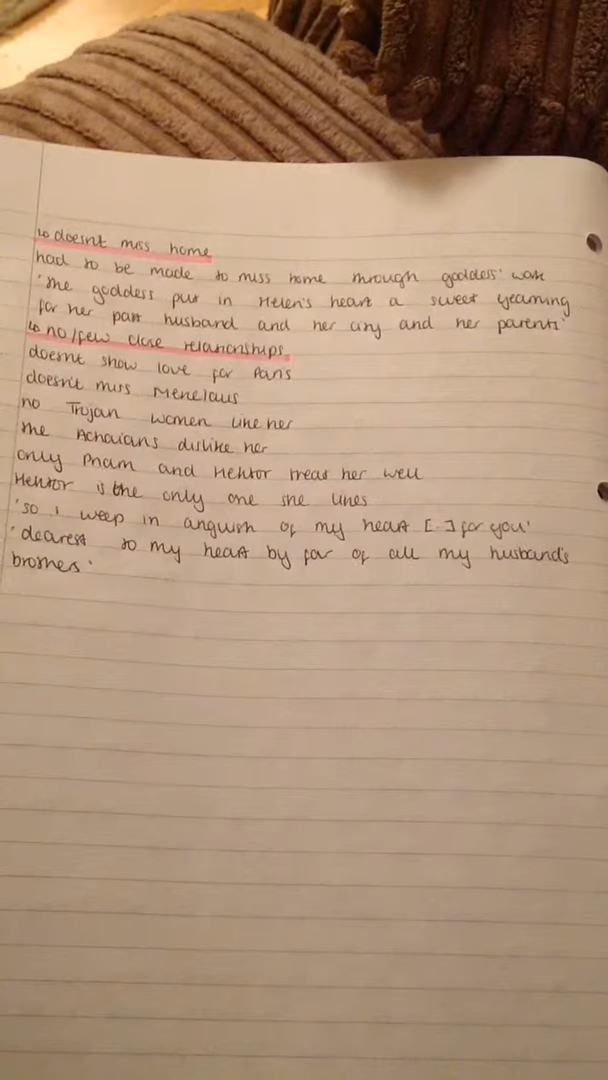 ↳ doesn't miss home
had to be made to miss home through goddess' work
'the goddess put in Helen's heart a sweet yearning
for her past husband and her city and her parents'
↳ no/few close relationships
doesnt show love for Paris
doesn't miss Menelaus
no Trojan women like her
the Achaians dislike her
only Priam and Hektor treat her well
Hektor is the only one she likes
'so I weep in anguish of my heart [..] for you'
'dearest to my heart by far of all my husband's
brothers'